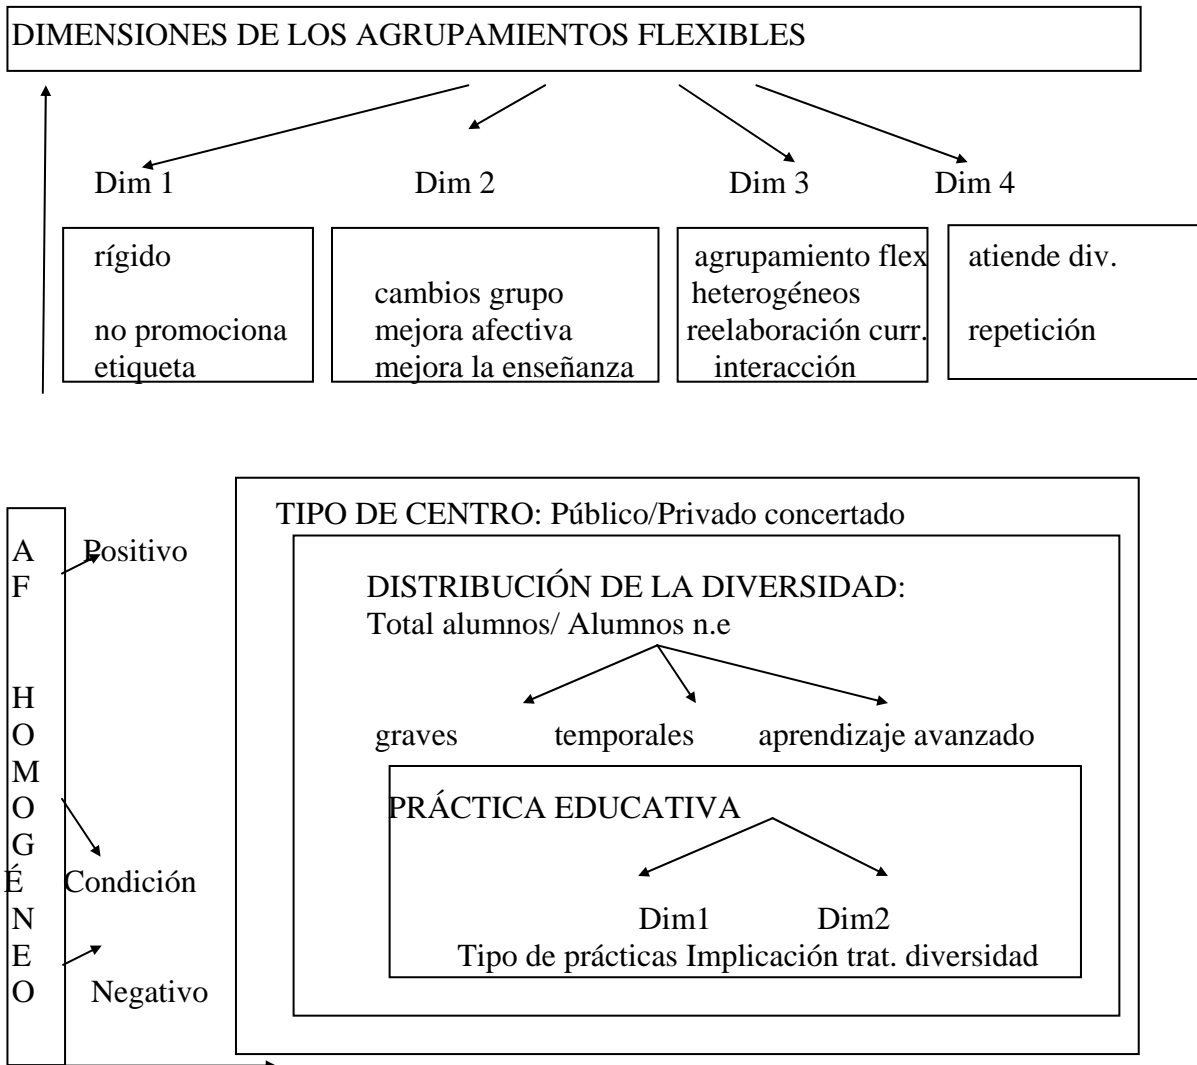 DIMENSIONES DE LOS AGRUPAMIENTOS FLEXIBLES
Dim 1 Dim 2 Dim 3 Dim 4
rígido
no promociona
etiqueta
cambios grupo
mejora afectiva
mejora la enseñanza
agrupamiento flex
heterogéneos
reelaboración curr.
interacción
atiende div.
repetición
A
F
H
O
M
O
G
É
N
E
O
Positivo
Condición
Negativo
TIPO DE CENTRO: Público/Privado concertado
DISTRIBUCIÓN DE LA DIVERSIDAD:
Total alumnos/ Alumnos n.e
graves temporales aprendizaje avanzado
PRÁCTICA EDUCATIVA
Dim1 Dim2
Tipo de prácticas Implicación trat. diversidad